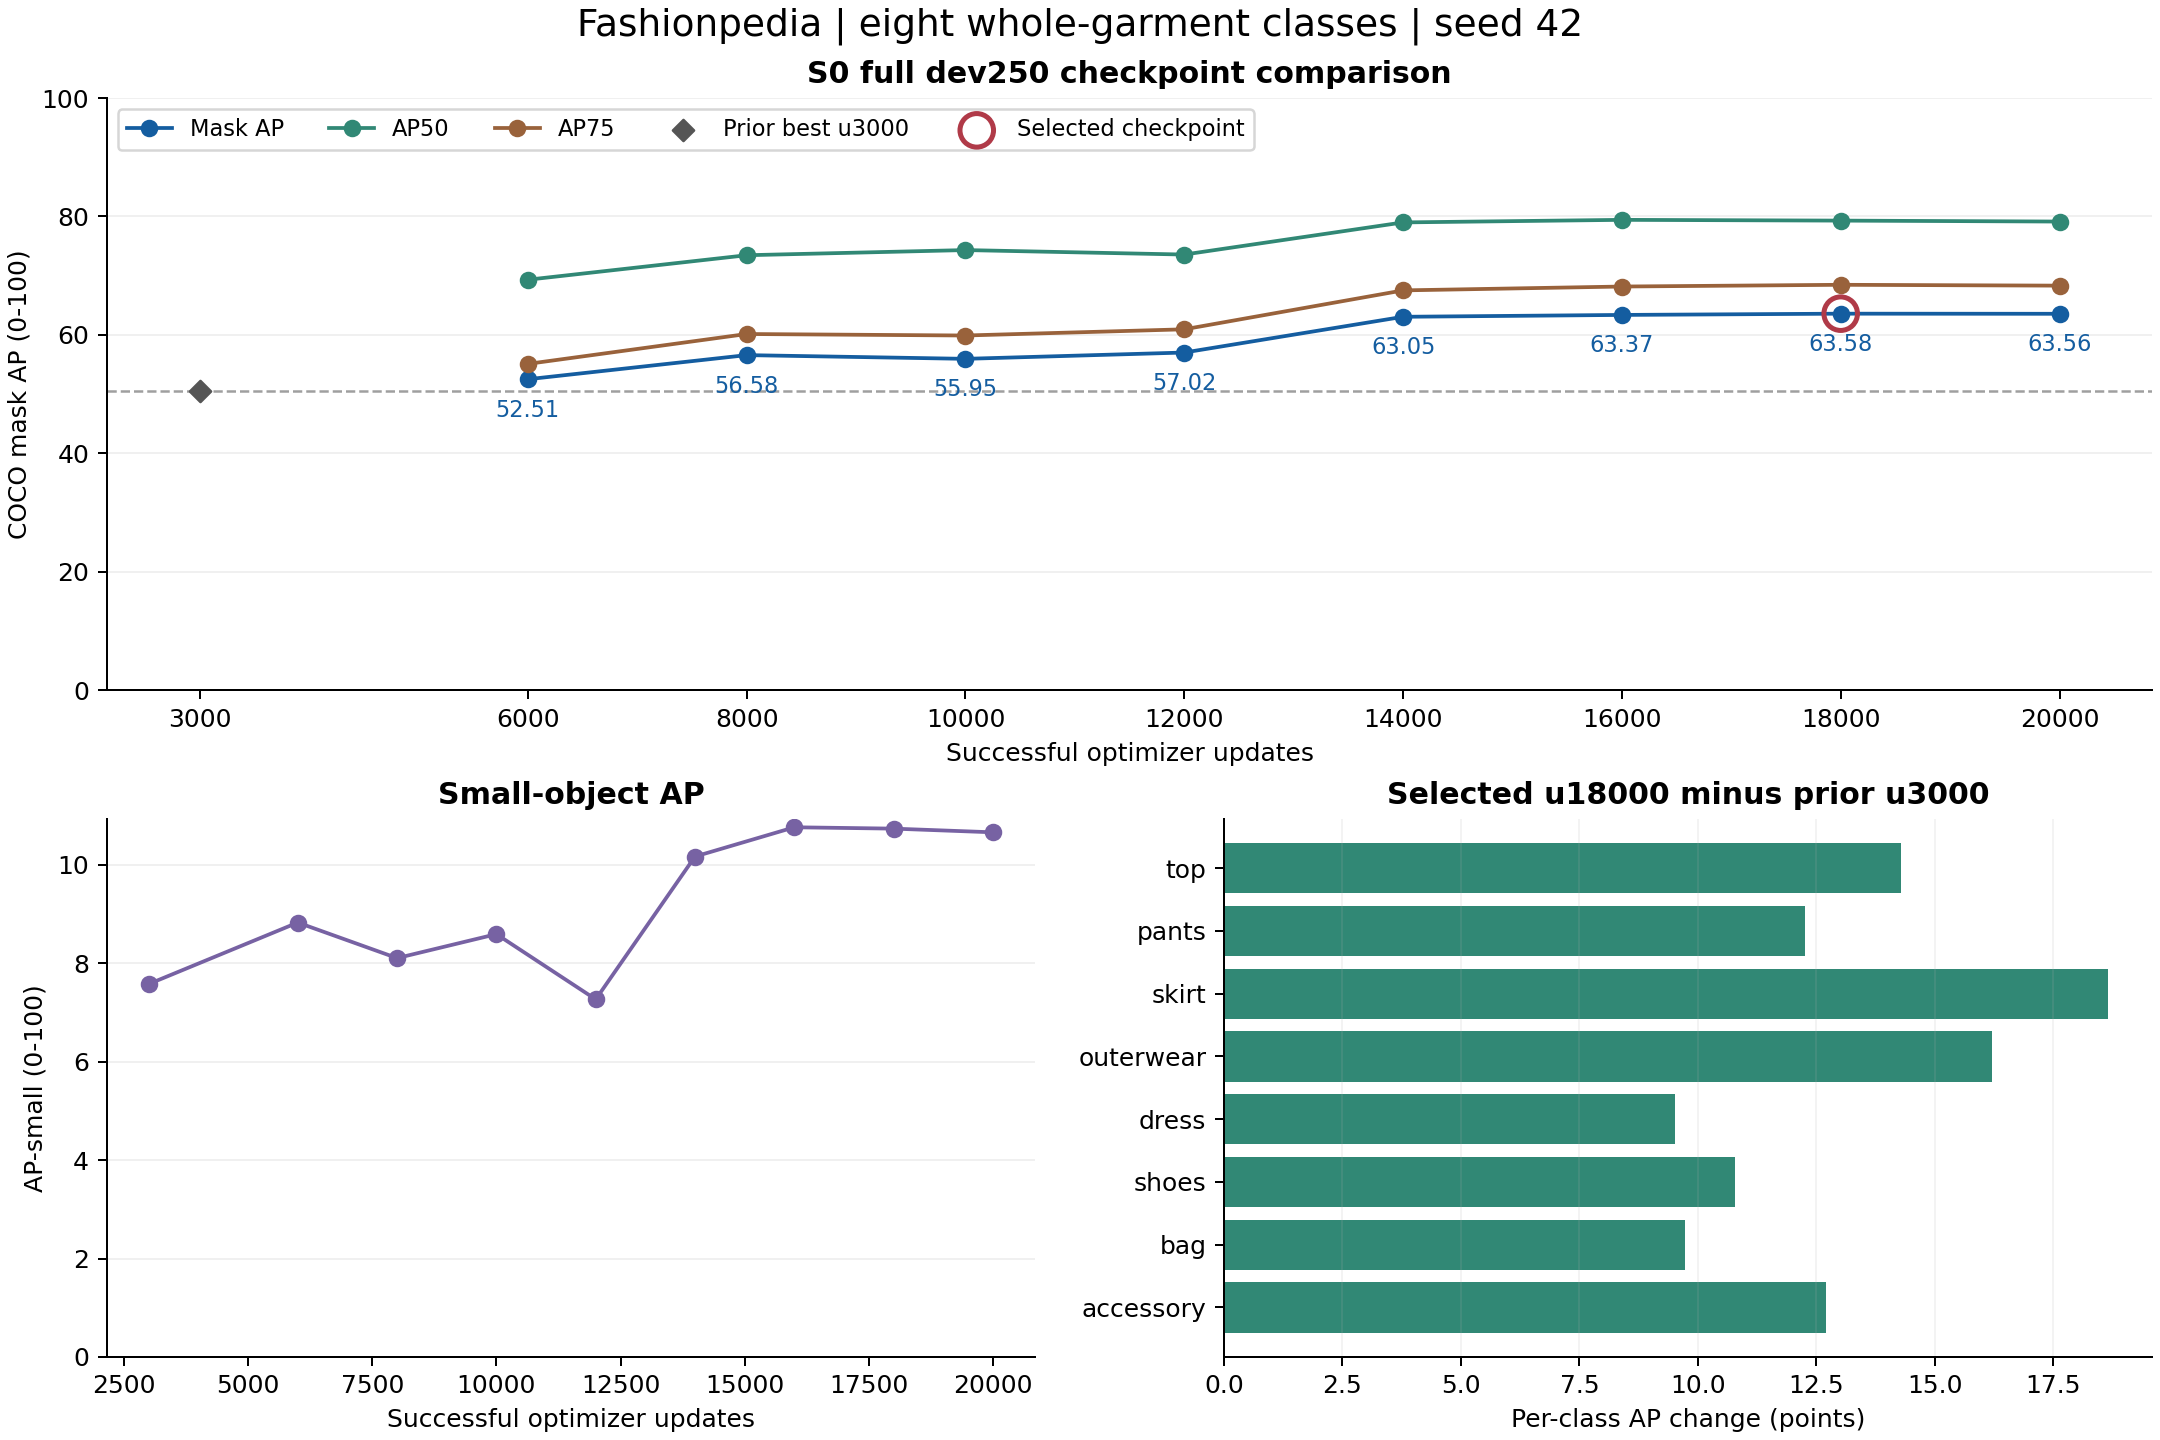 Fashionpedia | eight whole-garment classes | seed 42
S0 full dev250 checkpoint comparison
Mask AP AP50 AP75 Prior best u3000 Selected checkpoint
COCO mask AP (0-100)
100
80
60
40
20
0
52.51
56.58
55.95
57.02
63.05
63.37
63.58
63.56
3000 6000 8000 10000 12000 14000 16000 18000 20000
Successful optimizer updates
Small-object AP
AP-small (0-100)
10
8
6
4
2
0
2500 5000 7500 10000 12500 15000 17500 20000
Successful optimizer updates
Selected u18000 minus prior u3000
top
pants
skirt
outerwear
dress
shoes
bag
accessory
0.0 2.5 5.0 7.5 10.0 12.5 15.0 17.5
Per-class AP change (points)